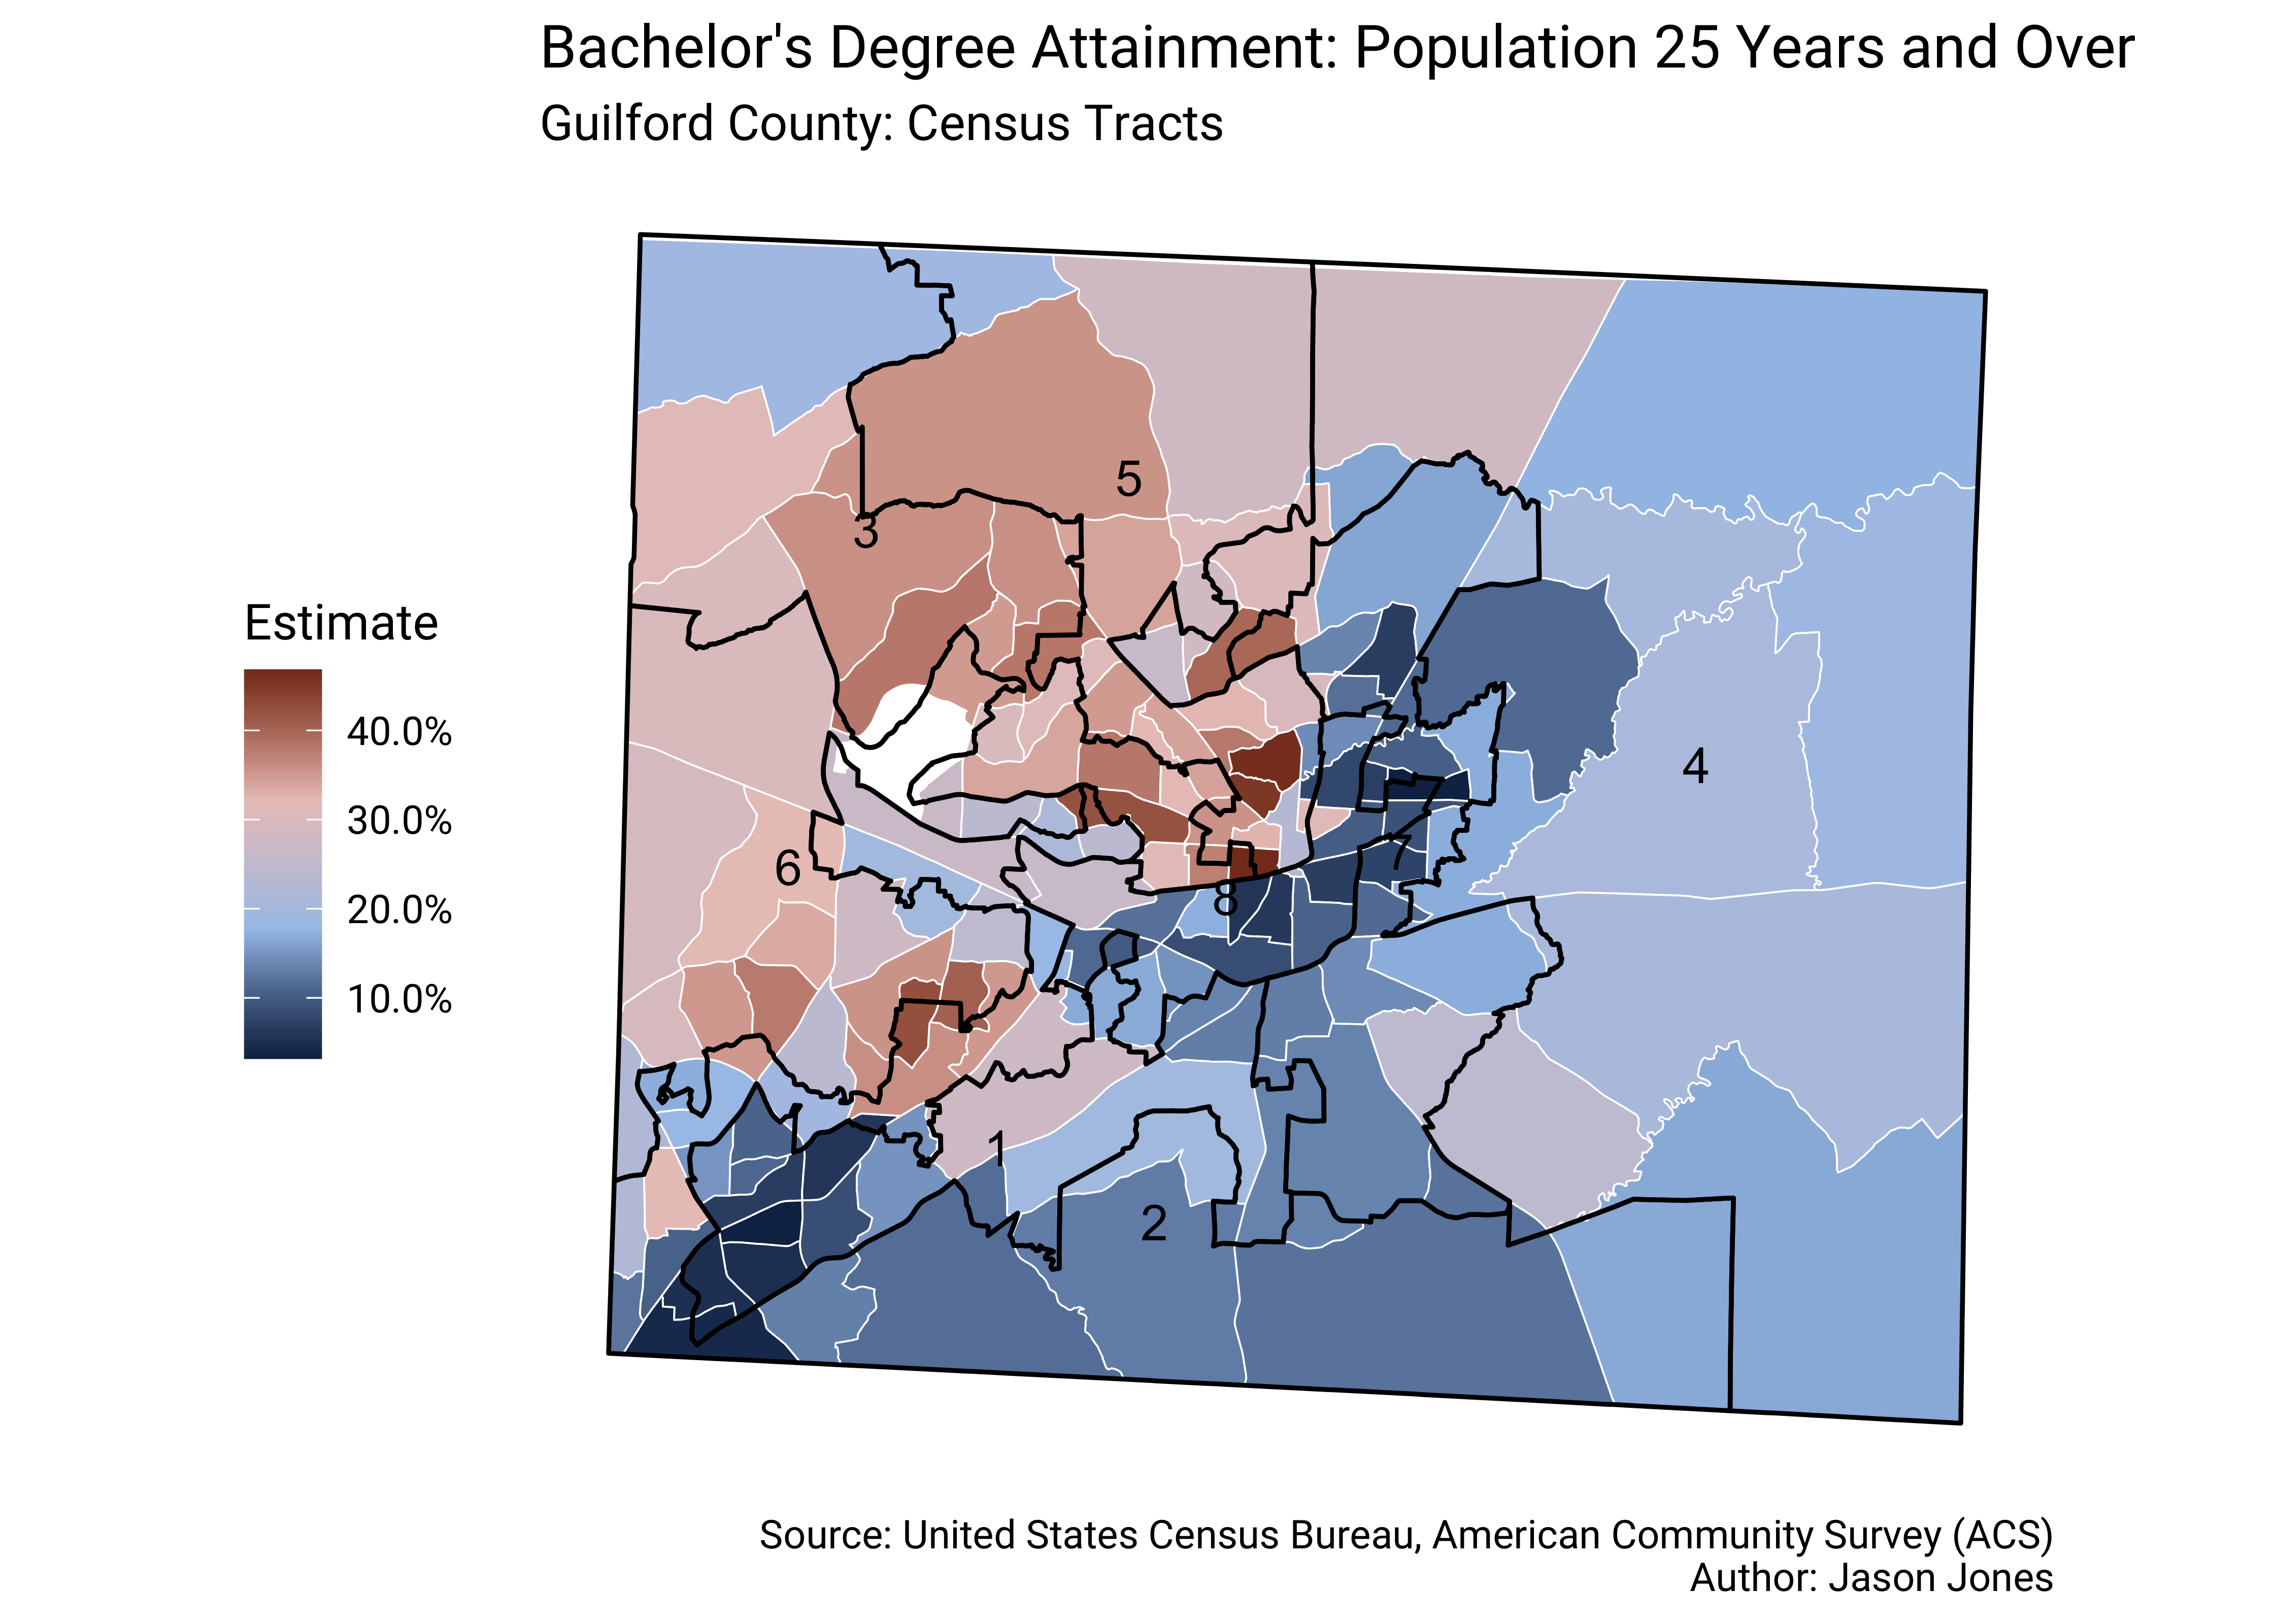 Bachelor's Degree Attainment: Population 25 Years and Over
Guilford County: Census Tracts
5
3
Estimate
40.0%
30.0%
20.0%
10.0%
4
7
6
8
1
2
Source: United States Census Bureau, American Community Survey (ACS)
Author: Jason Jones